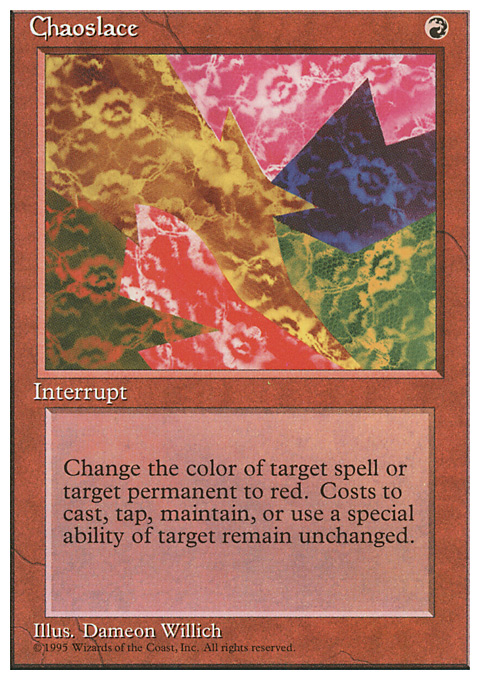 Chaoslace
Interrupt
Change the color of target spell or
target permanent to red. Costs to
cast, tap, maintain, or use a special
ability of target remain unchanged.
Illus. Dameon Willich
© 1995 Wizards of the Coast, Inc. All rights reserved.